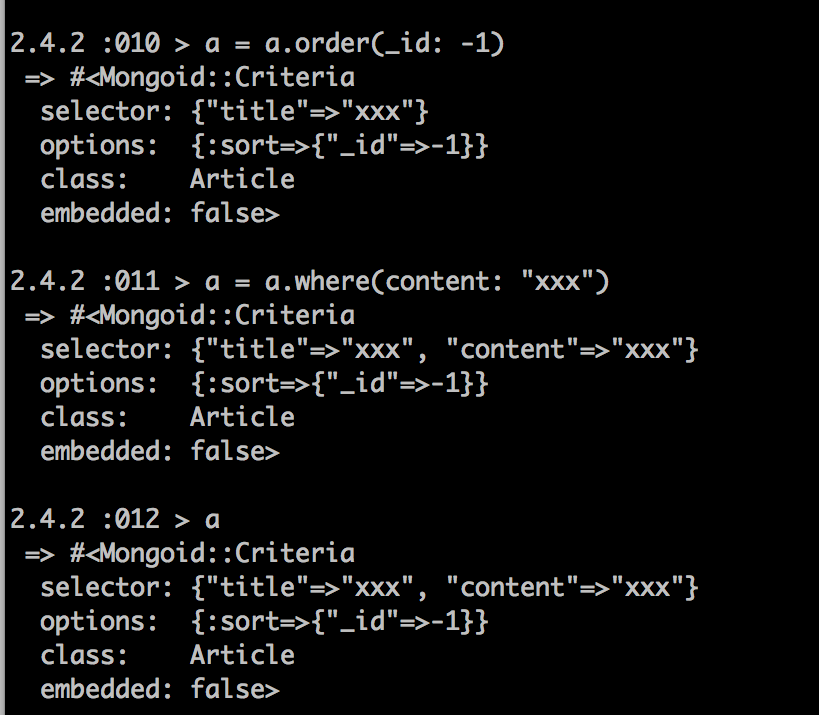 2.4.2 :010 > a = a.order(_id: -1)
 => #<Mongoid::Criteria
  selector: {"title"=>"xxx"}
  options:  {:sort=>{"_id"=>-1}}
  class:    Article
  embedded: false>

2.4.2 :011 > a = a.where(content: "xxx")
 => #<Mongoid::Criteria
  selector: {"title"=>"xxx", "content"=>"xxx"}
  options:  {:sort=>{"_id"=>-1}}
  class:    Article
  embedded: false>

2.4.2 :012 > a
 => #<Mongoid::Criteria
  selector: {"title"=>"xxx", "content"=>"xxx"}
  options:  {:sort=>{"_id"=>-1}}
  class:    Article
  embedded: false>